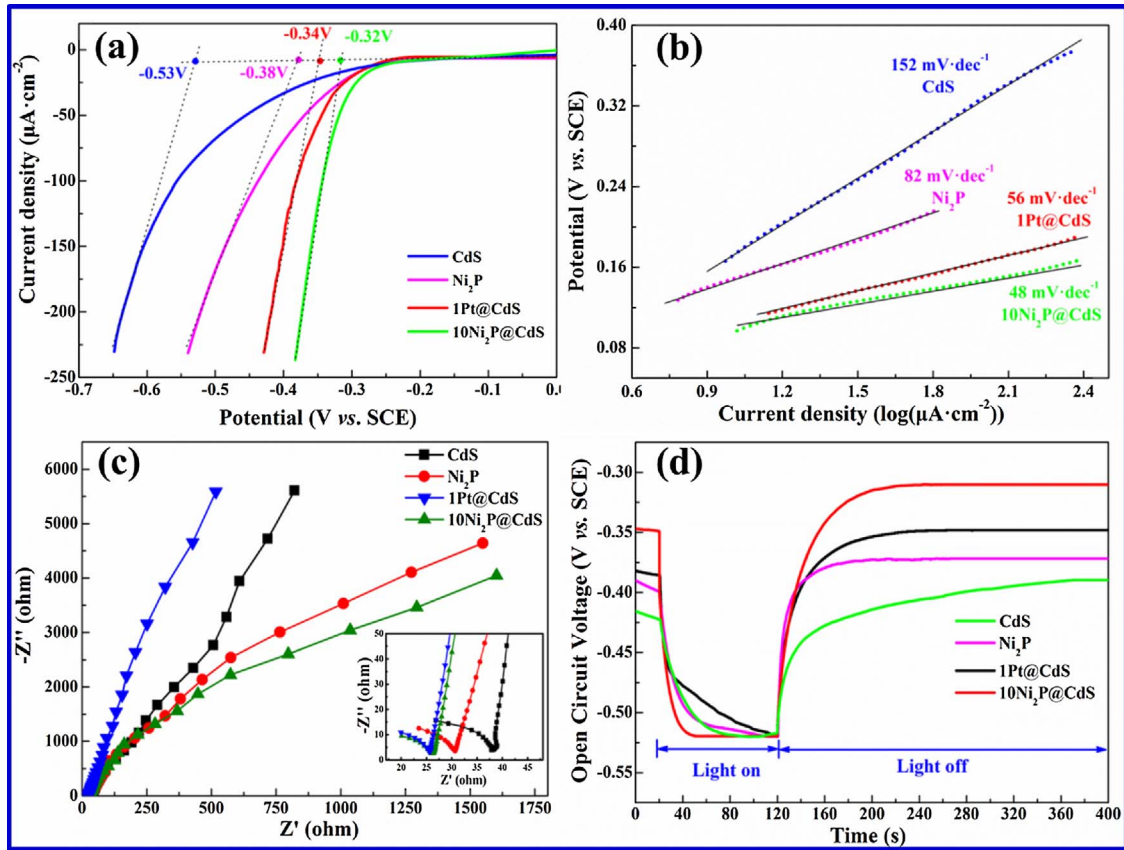 (a)
-0.53V
-0.38V
-0.34V
-0.32V
0
-50
-100
-150
-200
-250
Current density (μA·cm⁻²)
CdS
Ni₂P
1Pt@CdS
10Ni₂P@CdS
-0.7
-0.6
-0.5
-0.4
-0.3
-0.2
-0.1
0.0
Potential (V vs. SCE)
(b)
152 mV·dec⁻¹
CdS
82 mV·dec⁻¹
Ni₂P
56 mV·dec⁻¹
1Pt@CdS
48 mV·dec⁻¹
10Ni₂P@CdS
0.40
0.32
0.24
0.16
0.08
Potential (V vs. SCE)
0.6
0.9
1.2
1.5
1.8
2.1
2.4
Current density (log(μA·cm⁻²))
(c)
CdS
Ni₂P
1Pt@CdS
10Ni₂P@CdS
6000
5000
4000
3000
2000
1000
0
-Z'' (ohm)
50
40
30
20
10
0
-Z'' (ohm)
20
25
30
35
40
45
Z' (ohm)
0
250
500
750
1000
1250
1500
1750
Z' (ohm)
(d)
-0.30
-0.35
-0.40
-0.45
-0.50
-0.55
Open Circuit Voltage (V vs. SCE)
CdS
Ni₂P
1Pt@CdS
10Ni₂P@CdS
Light on
Light off
0
40
80
120
160
200
240
280
320
360
400
Time (s)